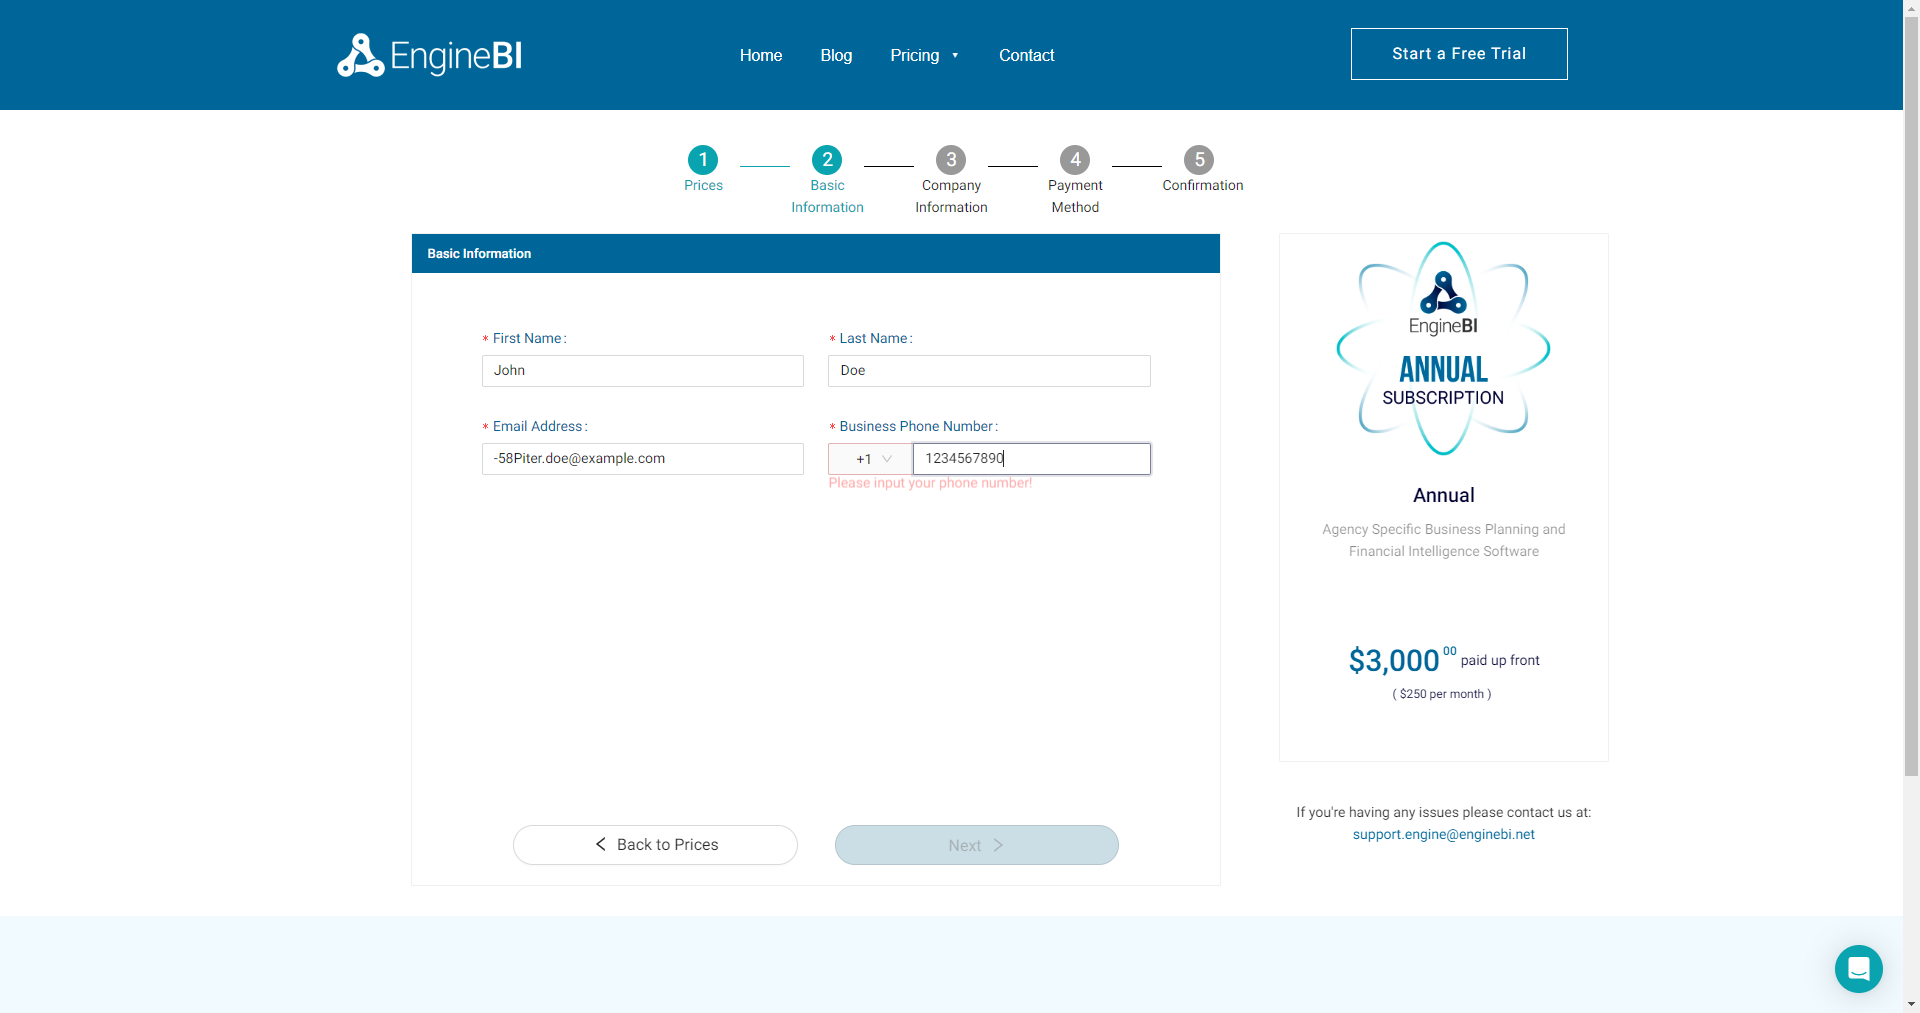 EngineBI
Home
Blog
Pricing
Contact
Start a Free Trial
1
Prices
2
Basic
Information
3
Company
Information
4
Payment
Method
5
Confirmation
Basic Information
* First Name :
John
* Last Name :
Doe
* Email Address :
-58Piter.doe@example.com
* Business Phone Number :
+1
1234567890
Please input your phone number!
Back to Prices
Next
EngineBI
ANNUAL
SUBSCRIPTION
Annual
Agency Specific Business Planning and
Financial Intelligence Software
$3,000 00 paid up front
( $250 per month )
If you're having any issues please contact us at:
support.engine@enginebi.net